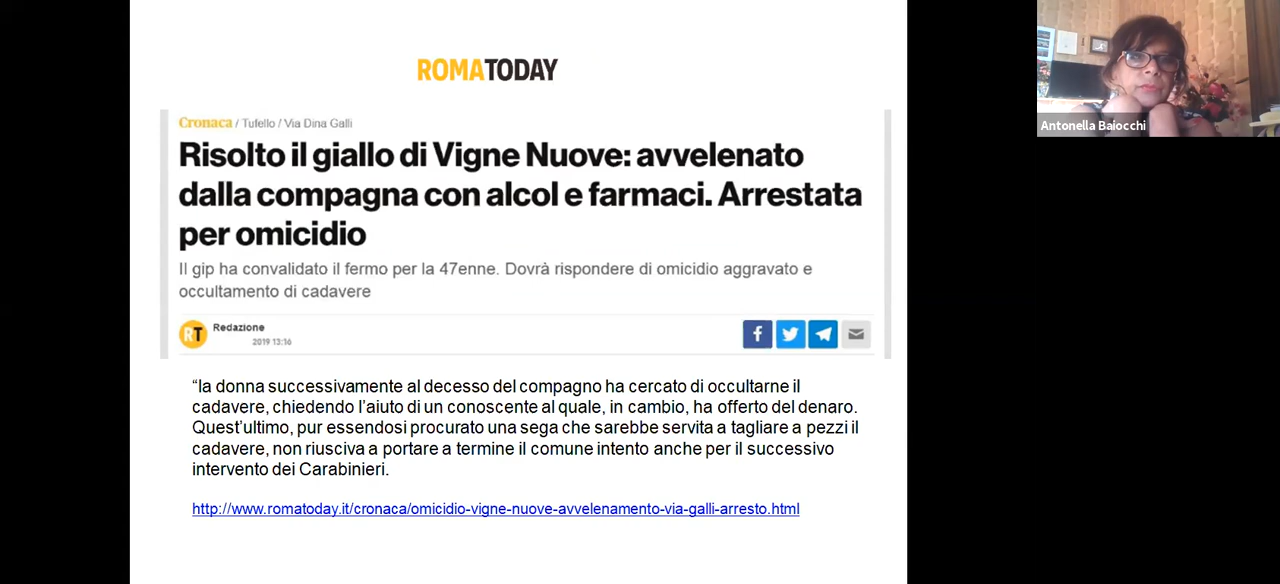 ROMATODAY
Cronaca / Tufello / Via Dina Galli
Risolto il giallo di Vigne Nuove: avvelenato
dalla compagna con alcol e farmaci. Arrestata
per omicidio
Il gip ha convalidato il fermo per la 47enne. Dovrà rispondere di omicidio aggravato e
occultamento di cadavere
RT
Redazione
2019 13:16
“la donna successivamente al decesso del compagno ha cercato di occultarne il
cadavere, chiedendo l’aiuto di un conoscente al quale, in cambio, ha offerto del denaro.
Quest’ultimo, pur essendosi procurato una sega che sarebbe servita a tagliare a pezzi il
cadavere, non riusciva a portare a termine il comune intento anche per il successivo
intervento dei Carabinieri.
http://www.romatoday.it/cronaca/omicidio-vigne-nuove-avvelenamento-via-galli-arresto.html
Antonella Baiocchi